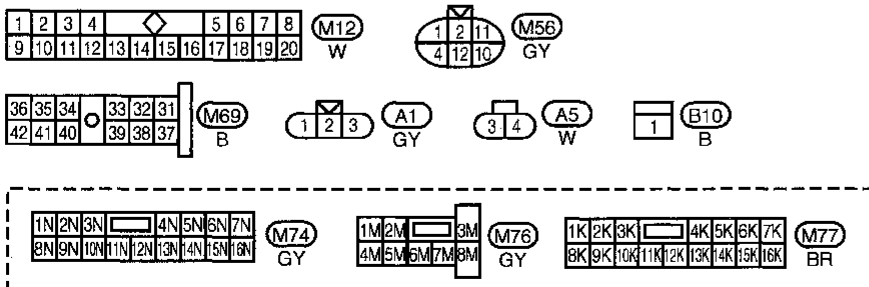 1 2 3 4 5 6 7 8 M12
9 10 11 12 13 14 15 16 17 18 19 20 W
1 2 11 M56
4 12 10 GY
36 35 34 33 32 31 M69
42 41 40 39 38 37 B
1 2 3 A1
GY
3 4 A5
W
1 B10
B
1N 2N 3N 4N 5N 6N 7N M74
8N 9N 10N 11N 12N 13N 14N 15N 16N GY
1M 2M 3M M76
4M 5M 6M 7M 8M GY
1K 2K 3K 4K 5K 6K 7K M77
8K 9K 10K 11K 12K 13K 14K 15K 16K BR